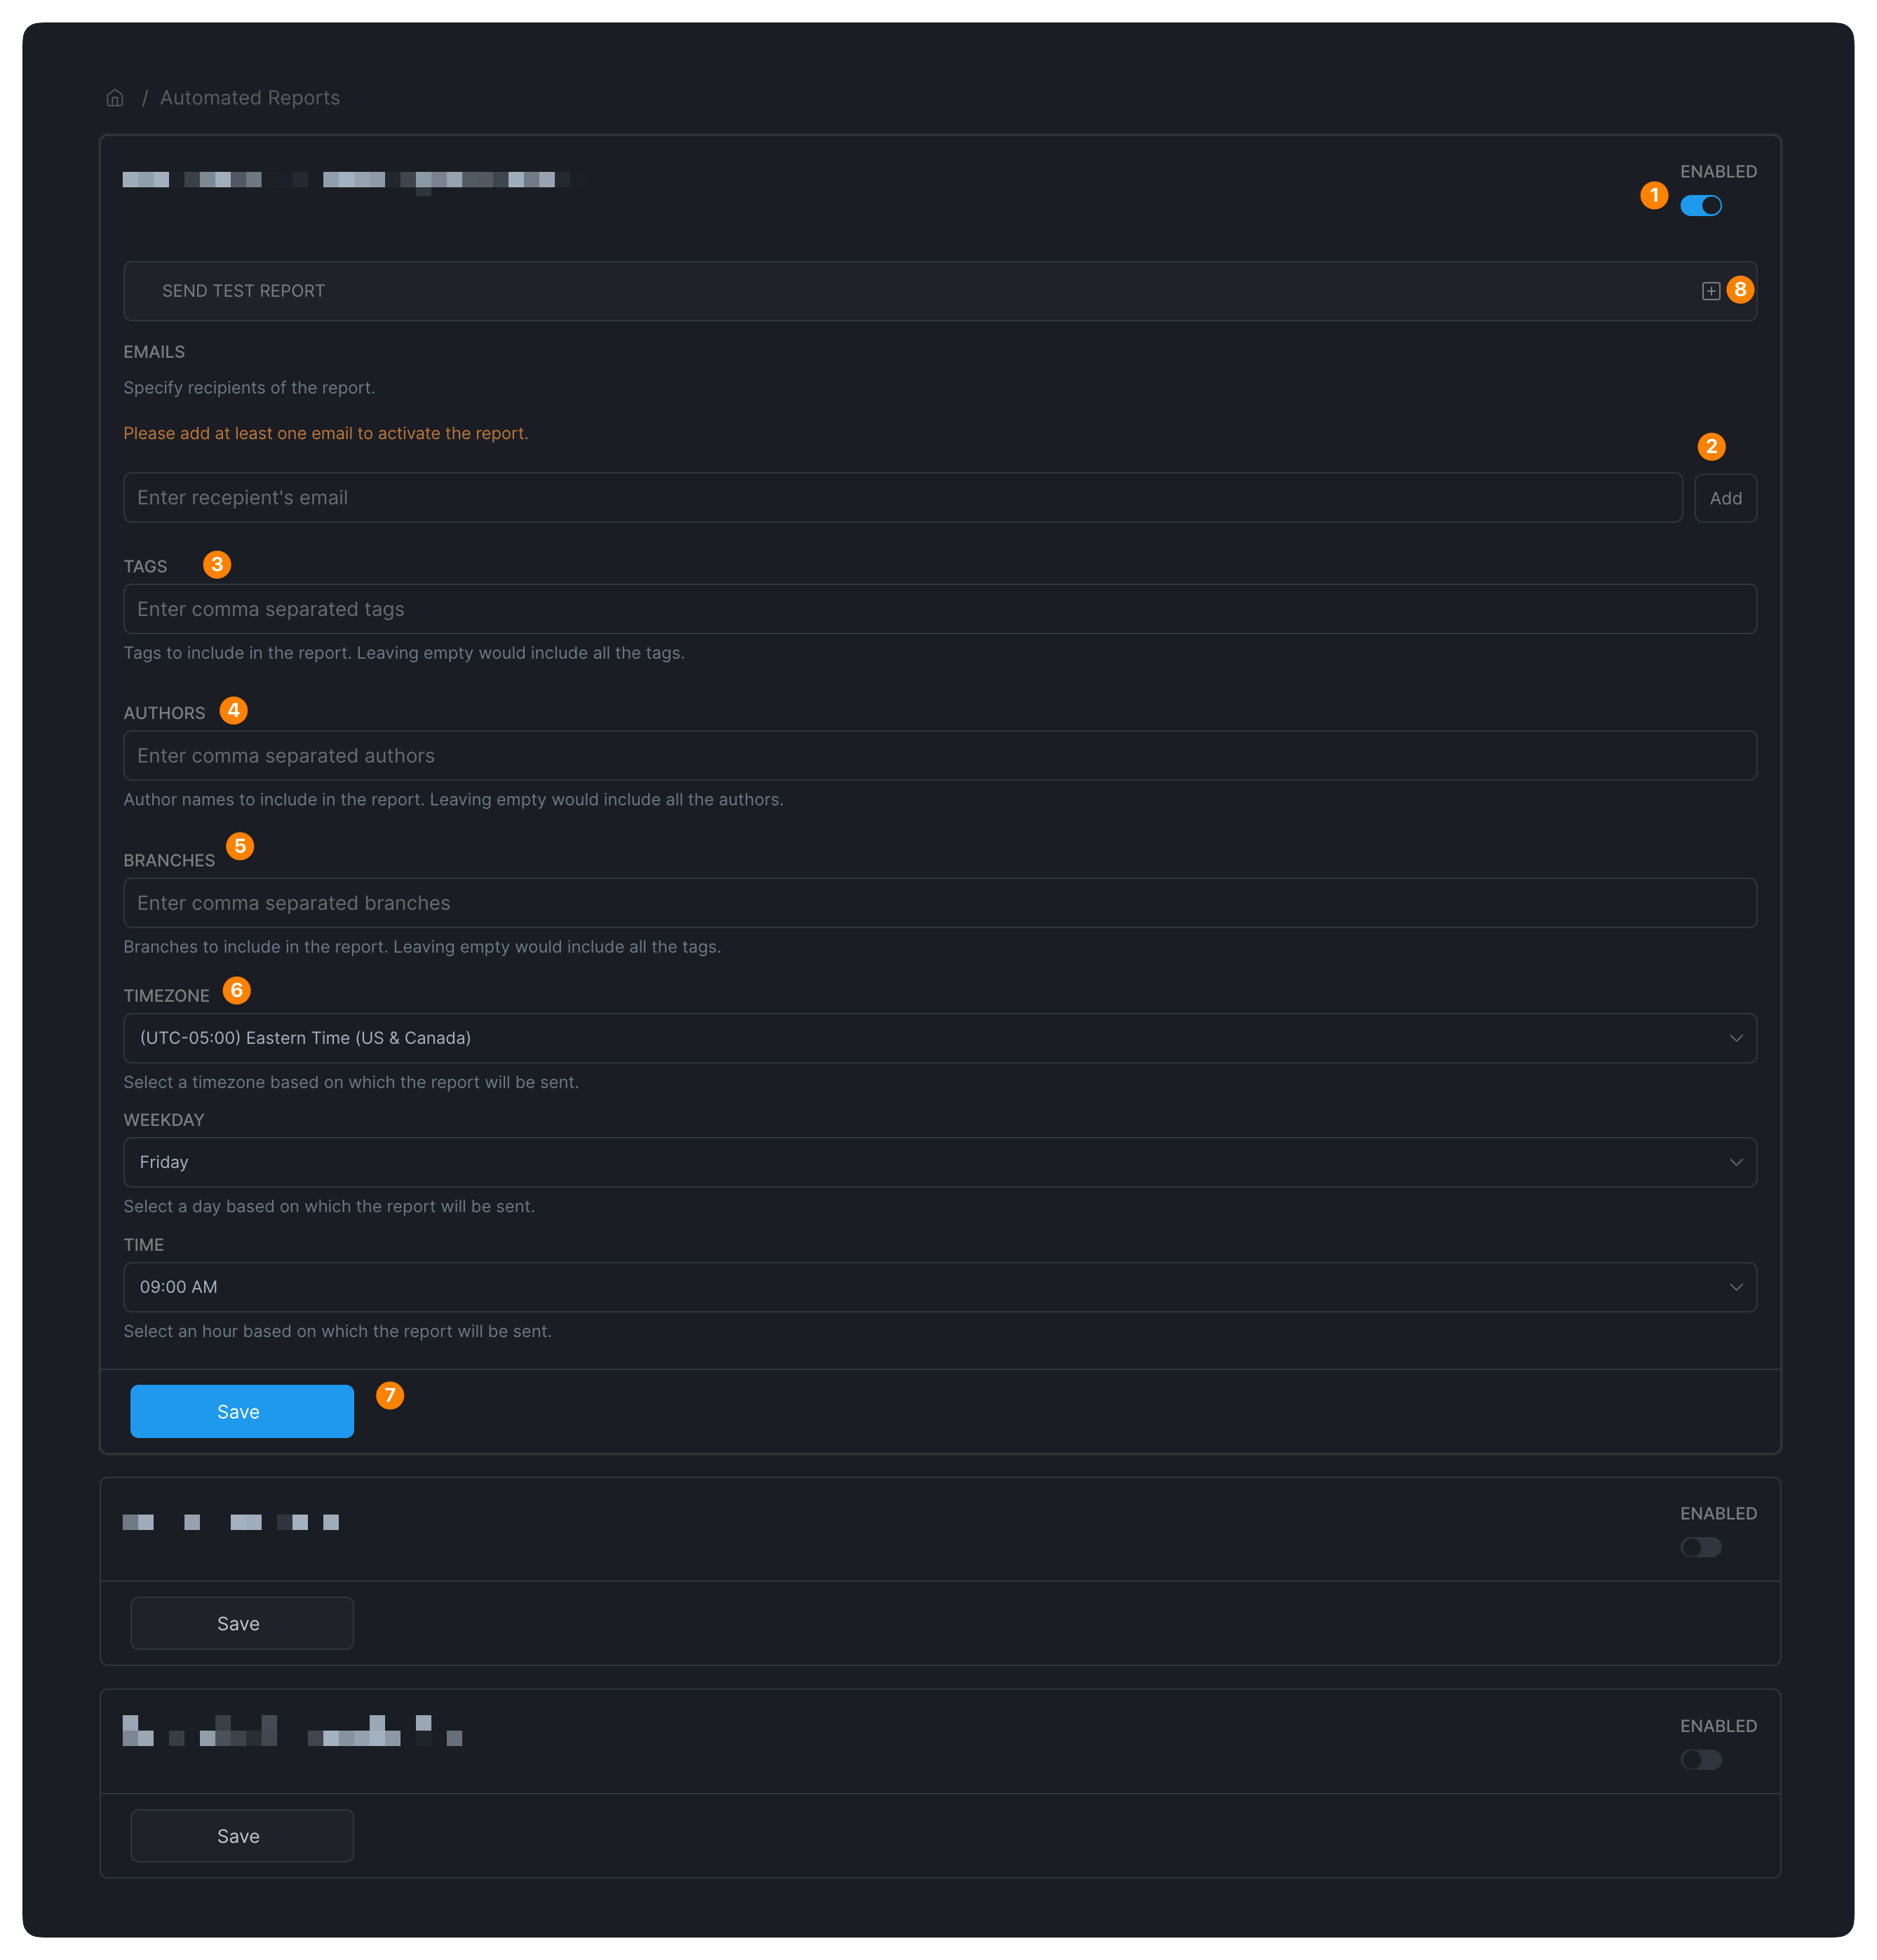 / Automated Reports
ENABLED
1
SEND TEST REPORT
8
EMAILS
Specify recipients of the report.
Please add at least one email to activate the report.
2
Enter recepient's email
Add
TAGS
3
Enter comma separated tags
Tags to include in the report. Leaving empty would include all the tags.
AUTHORS
4
Enter comma separated authors
Author names to include in the report. Leaving empty would include all the authors.
BRANCHES
5
Enter comma separated branches
Branches to include in the report. Leaving empty would include all the tags.
TIMEZONE
6
(UTC-05:00) Eastern Time (US & Canada)
Select a timezone based on which the report will be sent.
WEEKDAY
Friday
Select a day based on which the report will be sent.
TIME
09:00 AM
Select an hour based on which the report will be sent.
Save
7
ENABLED
Save
ENABLED
Save